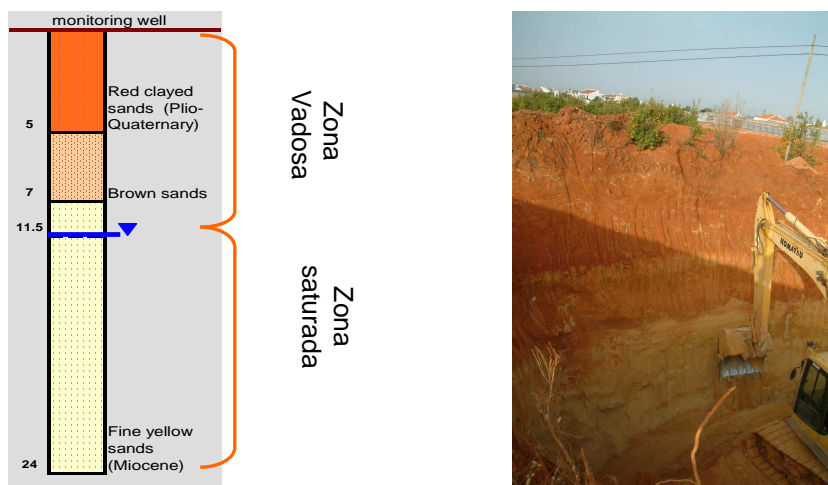 monitoring well
Red clayed
sands (Plio-
Quaternary)
5
Brown sands
7
11.5
Fine yellow
sands
(Miocene)
24
Zona
Vadosa
Zona
saturada
KOMATSU